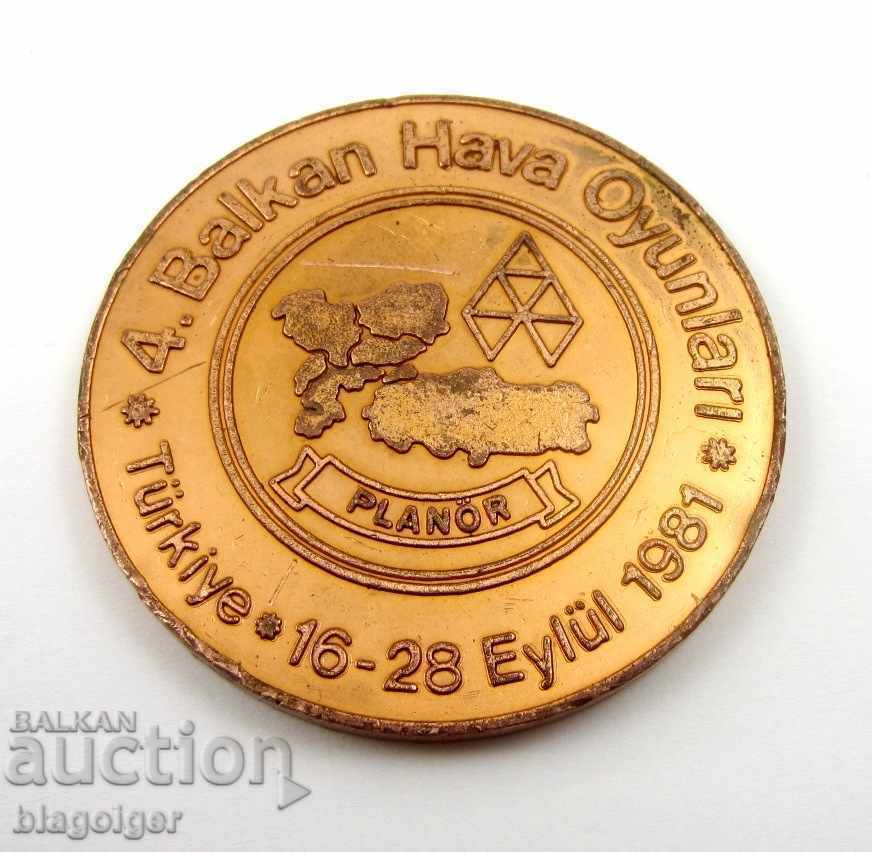 4. Balkan Hava Oyunları
Türkiye * 16-28 Eylül 1981 *
PLANÖR
BALKAN
auction
blagoiger